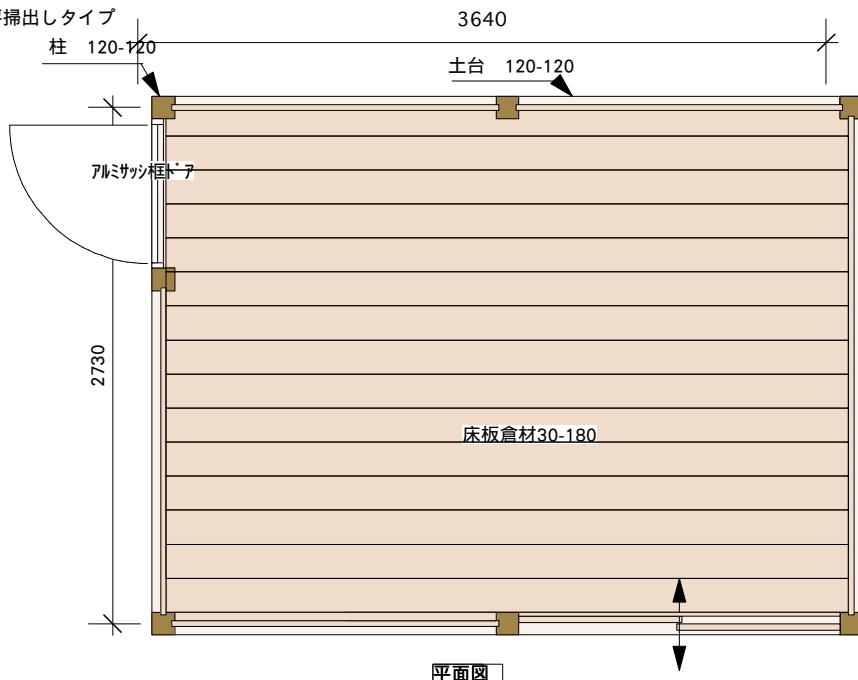 掃出しタイプ
3640
柱 120-120
土台 120-120
アルミサッシ框ドア
2730
床板倉材30-180
平面図